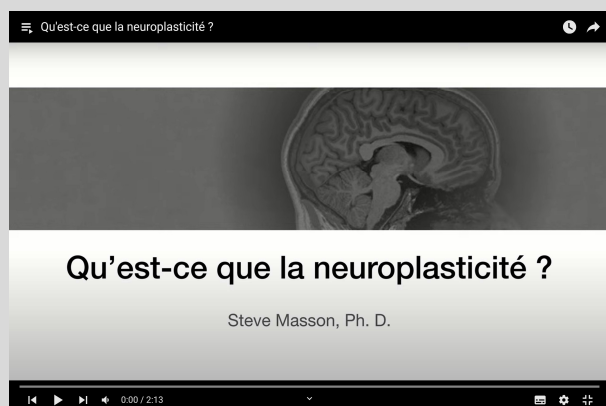 Qu'est-ce que la neuroplasticité ?
Qu'est-ce que la neuroplasticité ?
Steve Masson, Ph. D.
0:00 / 2:13